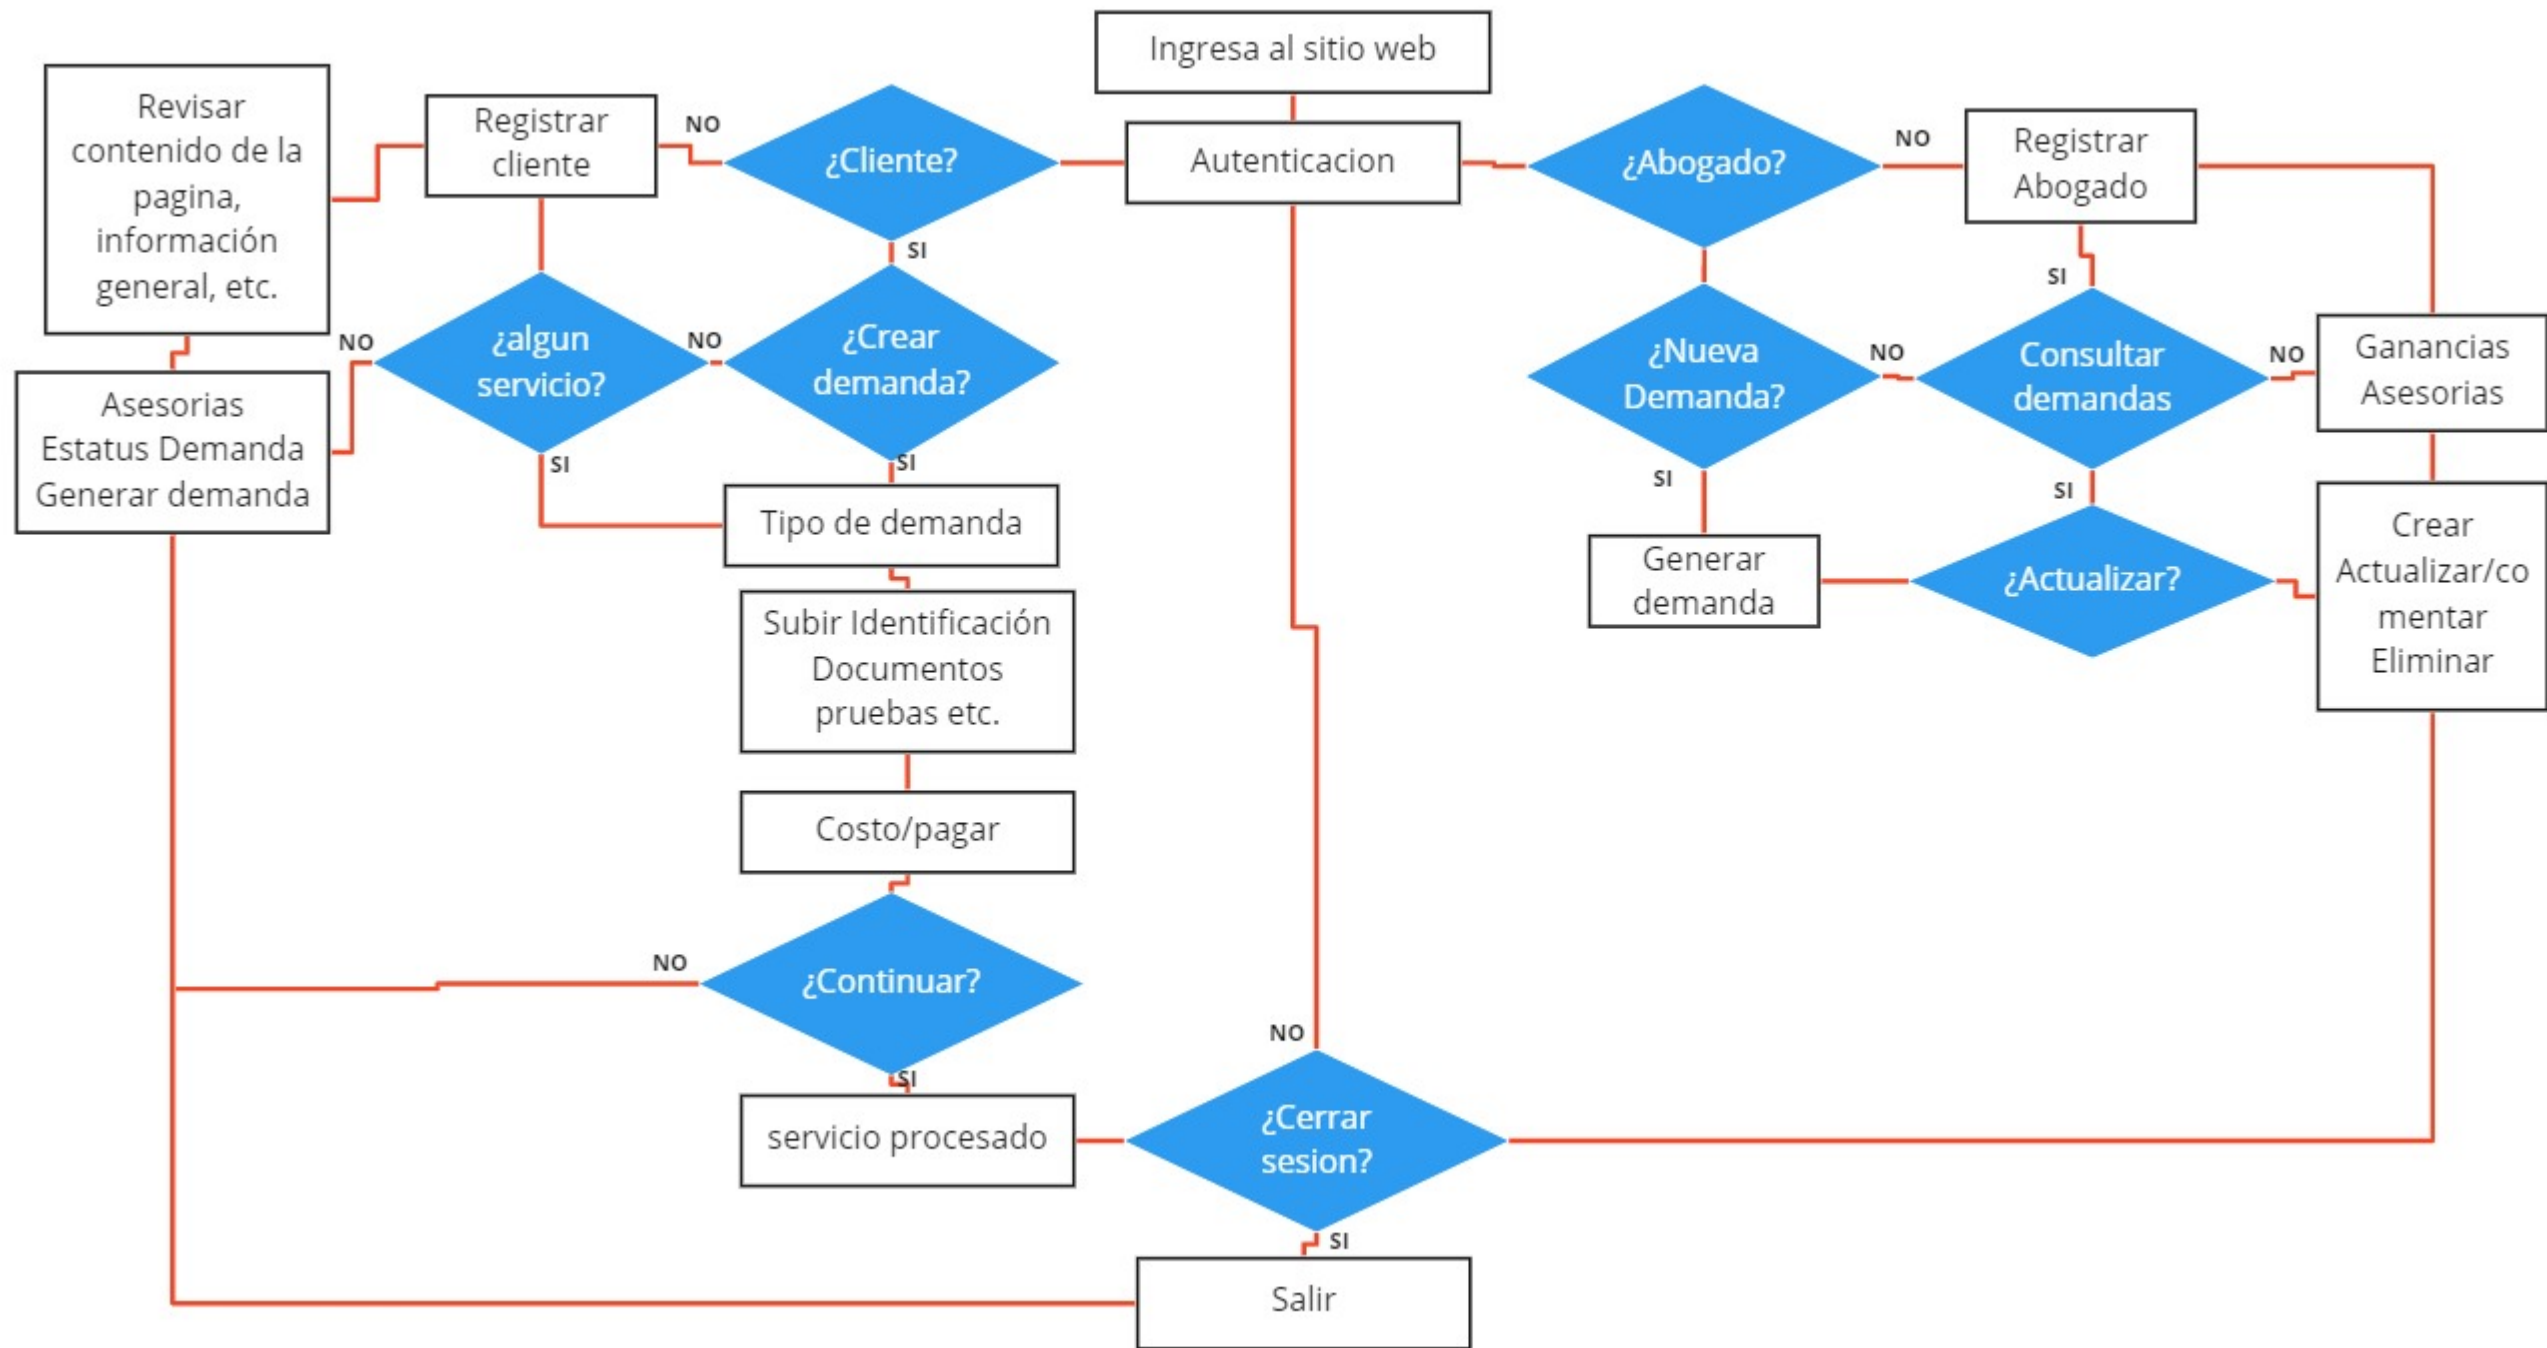 Ingresa al sitio web
Autenticacion
¿Cliente?
NO
SI
Registrar
cliente
Revisar
contenido de la
pagina,
información
general, etc.
Asesorias
Estatus Demanda
Generar demanda
NO
¿algun
servicio?
SI
NO
¿Crear
demanda?
SI
Tipo de demanda
Subir Identificación
Documentos
pruebas etc.
Costo/pagar
NO
¿Continuar?
SI
servicio procesado
¿Abogado?
NO
Registrar
Abogado
SI
¿Nueva
Demanda?
NO
SI
Consultar
demandas
NO
SI
Ganancias
Asesorias
Generar
demanda
¿Actualizar?
Crear
Actualizar/co
mentar
Eliminar
NO
¿Cerrar
sesion?
SI
Salir